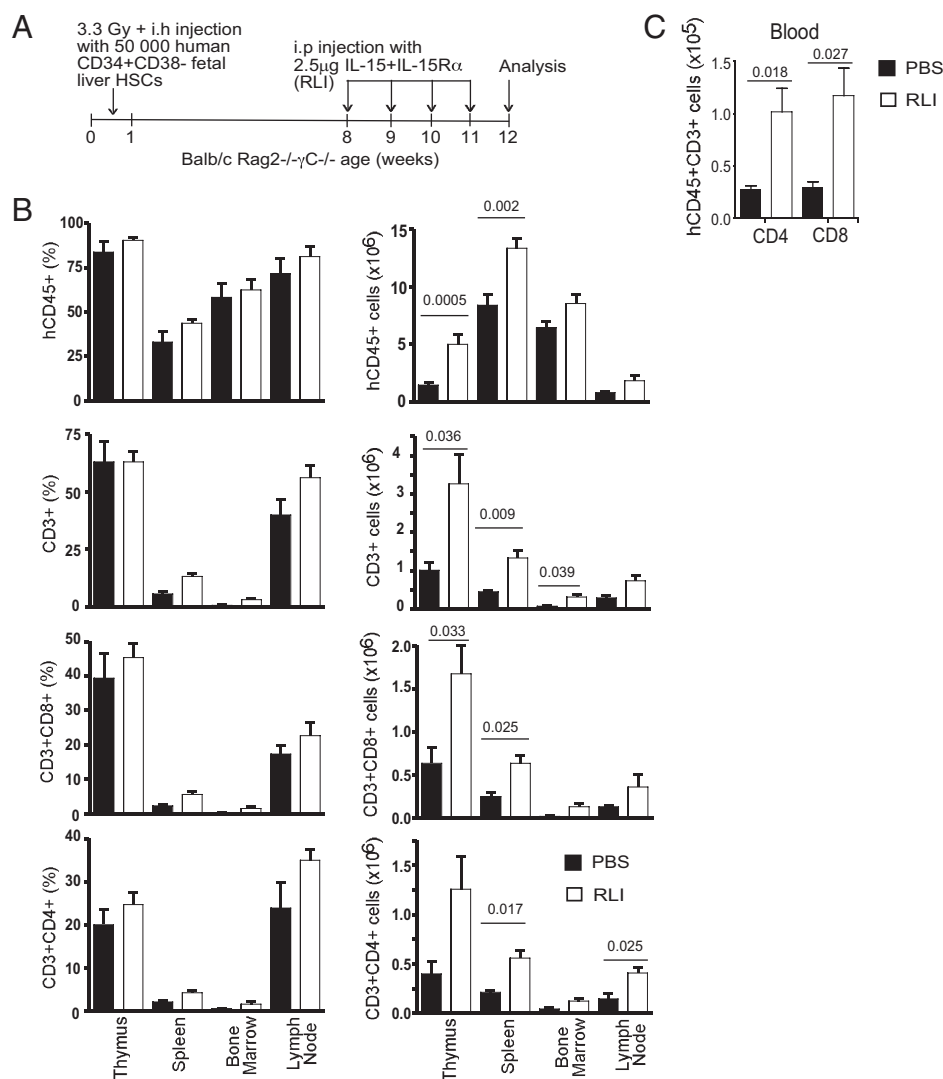 A
3.3 Gy + i.h injection
with 50 000 human
CD34+CD38- fetal
liver HSCs
i.p injection with
2.5µg IL-15+IL-15Rα
(RLI)
Analysis
0 1 8 9 10 11 12
Balb/c Rag2-/-γC-/- age (weeks)
C
Blood
hCD45+CD3+ cells (x10⁵)
1.5
1.0
0.5
0.0
0.018
0.027
CD4 CD8
PBS
RLI
B
hCD45+ (%)
100
75
50
25
0
hCD45+ cells (x10⁶)
15
10
5
0
0.0005
0.002
CD3+ (%)
75
50
25
0
CD3+ cells (x10⁶)
4
3
2
1
0
0.036
0.009
0.039
CD3+CD8+ (%)
50
40
30
20
10
0
CD3+CD8+ cells (x10⁶)
2.0
1.5
1.0
0.5
0.0
0.033
0.025
CD3+CD4+ (%)
40
30
20
10
0
Thymus
Spleen
Bone
Marrow
Lymph
Node
CD3+CD4+ cells (x10⁶)
1.5
1.0
0.5
0.0
0.017
0.025
PBS
RLI
Thymus
Spleen
Bone
Marrow
Lymph
Node